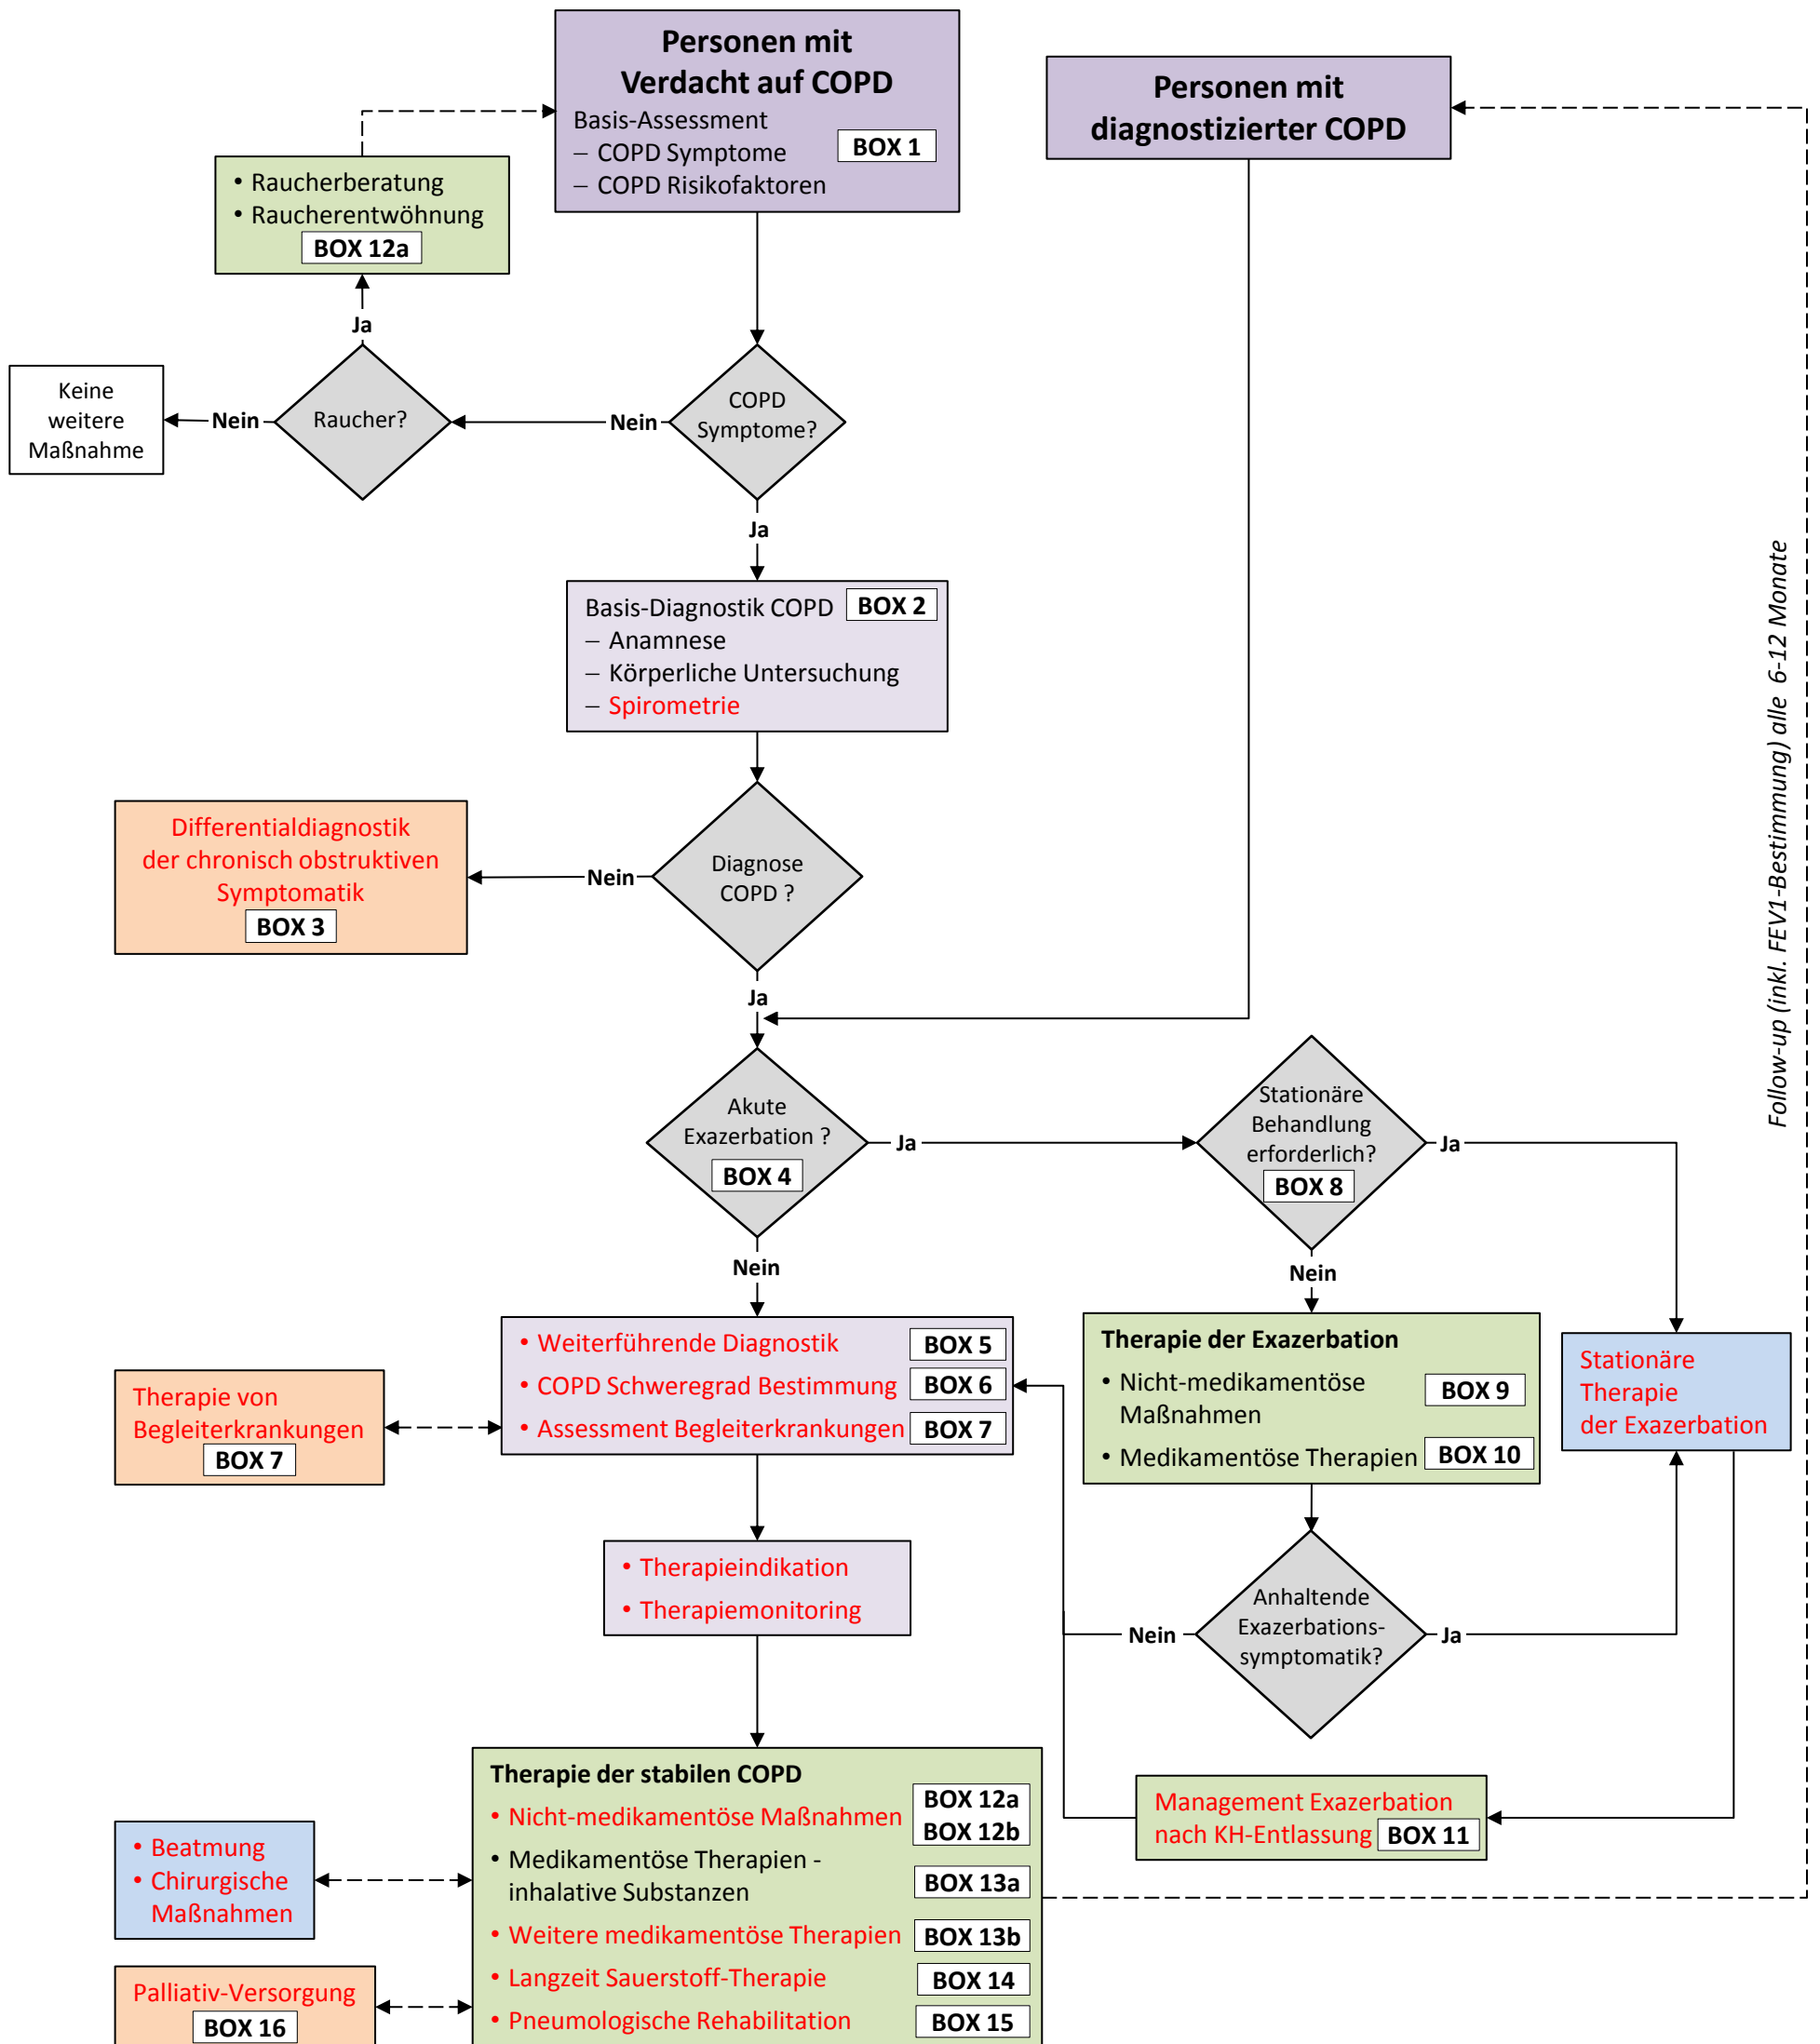 Personen mit
Verdacht auf COPD
Basis-Assessment
– COPD Symptome
– COPD Risikofaktoren
BOX 1
Personen mit
diagnostizierter COPD
• Raucherberatung
• Raucherentwöhnung
BOX 12a
Ja
Keine
weitere
Maßnahme
Nein
Raucher?
Nein
COPD
Symptome?
Ja
Basis-Diagnostik COPD
BOX 2
– Anamnese
– Körperliche Untersuchung
– Spirometrie
Follow-up (inkl. FEV1-Bestimmung) alle 6-12 Monate
Differentialdiagnostik
der chronisch obstruktiven
Symptomatik
BOX 3
Nein
Diagnose
COPD ?
Ja
Akute
Exazerbation ?
BOX 4
Ja
Stationäre
Behandlung
erforderlich?
BOX 8
Ja
Nein
Nein
• Weiterführende Diagnostik
BOX 5
• COPD Schweregrad Bestimmung
BOX 6
• Assessment Begleiterkrankungen
BOX 7
Therapie von
Begleiterkrankungen
BOX 7
Therapie der Exazerbation
• Nicht-medikamentöse
Maßnahmen
BOX 9
• Medikamentöse Therapien
BOX 10
Stationäre
Therapie
der Exazerbation
• Therapieindikation
• Therapiemonitoring
Nein
Anhaltende
Exazerbations-
symptomatik?
Ja
Therapie der stabilen COPD
• Nicht-medikamentöse Maßnahmen
BOX 12a
BOX 12b
• Medikamentöse Therapien -
inhalative Substanzen
BOX 13a
• Weitere medikamentöse Therapien
BOX 13b
• Langzeit Sauerstoff-Therapie
BOX 14
• Pneumologische Rehabilitation
BOX 15
Management Exazerbation
nach KH-Entlassung
BOX 11
• Beatmung
• Chirurgische
Maßnahmen
Palliativ-Versorgung
BOX 16